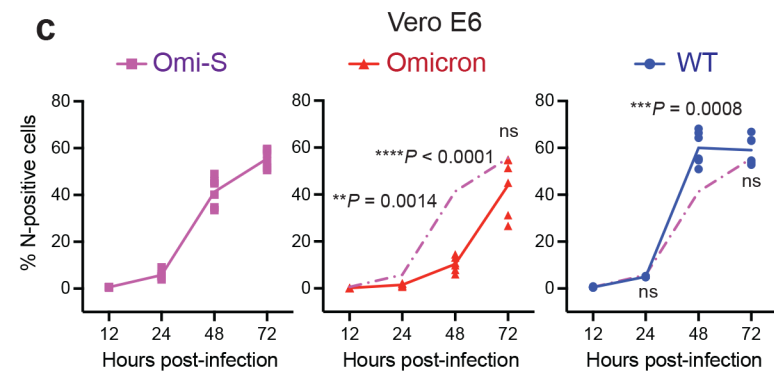 c
Vero E6
Omi-S
Omicron
WT
% N-positive cells
80
60
40
20
0
12 24 48 72
Hours post-infection
80
60
40
20
0
ns
****P < 0.0001
**P = 0.0014
12 24 48 72
Hours post-infection
80
60
40
20
0
***P = 0.0008
ns
ns
12 24 48 72
Hours post-infection